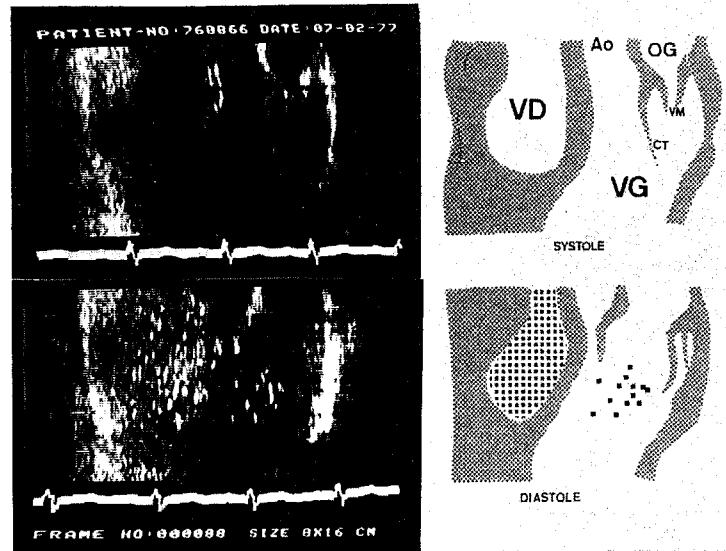 PATIENT-NO:760866 DATE:07-02-77
Ao
OG
VD
VM
CT
VG
SYSTOLE
DIASTOLE
FRAME NO:000088 SIZE 8X16 CM